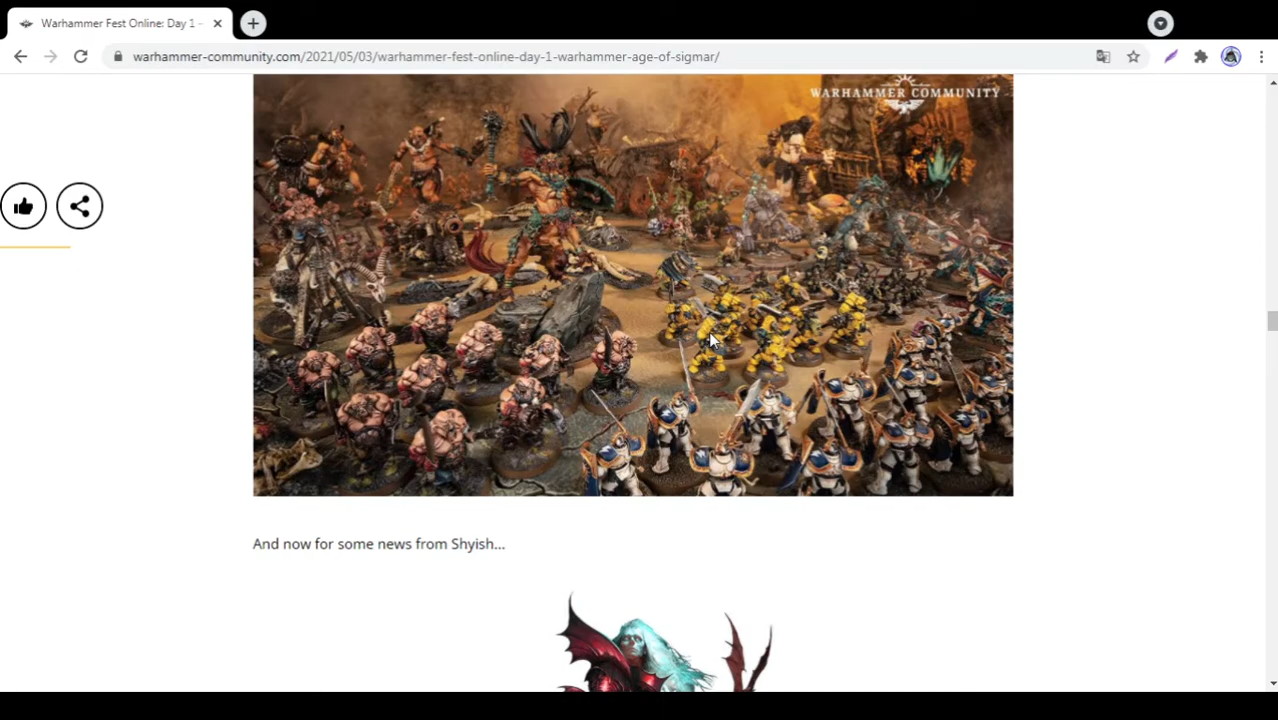 Warhammer Fest Online: Day 1 –
warhammer-community.com/2021/05/03/warhammer-fest-online-day-1-warhammer-age-of-sigmar/
WARHAMMER COMMUNITY
And now for some news from Shyish...